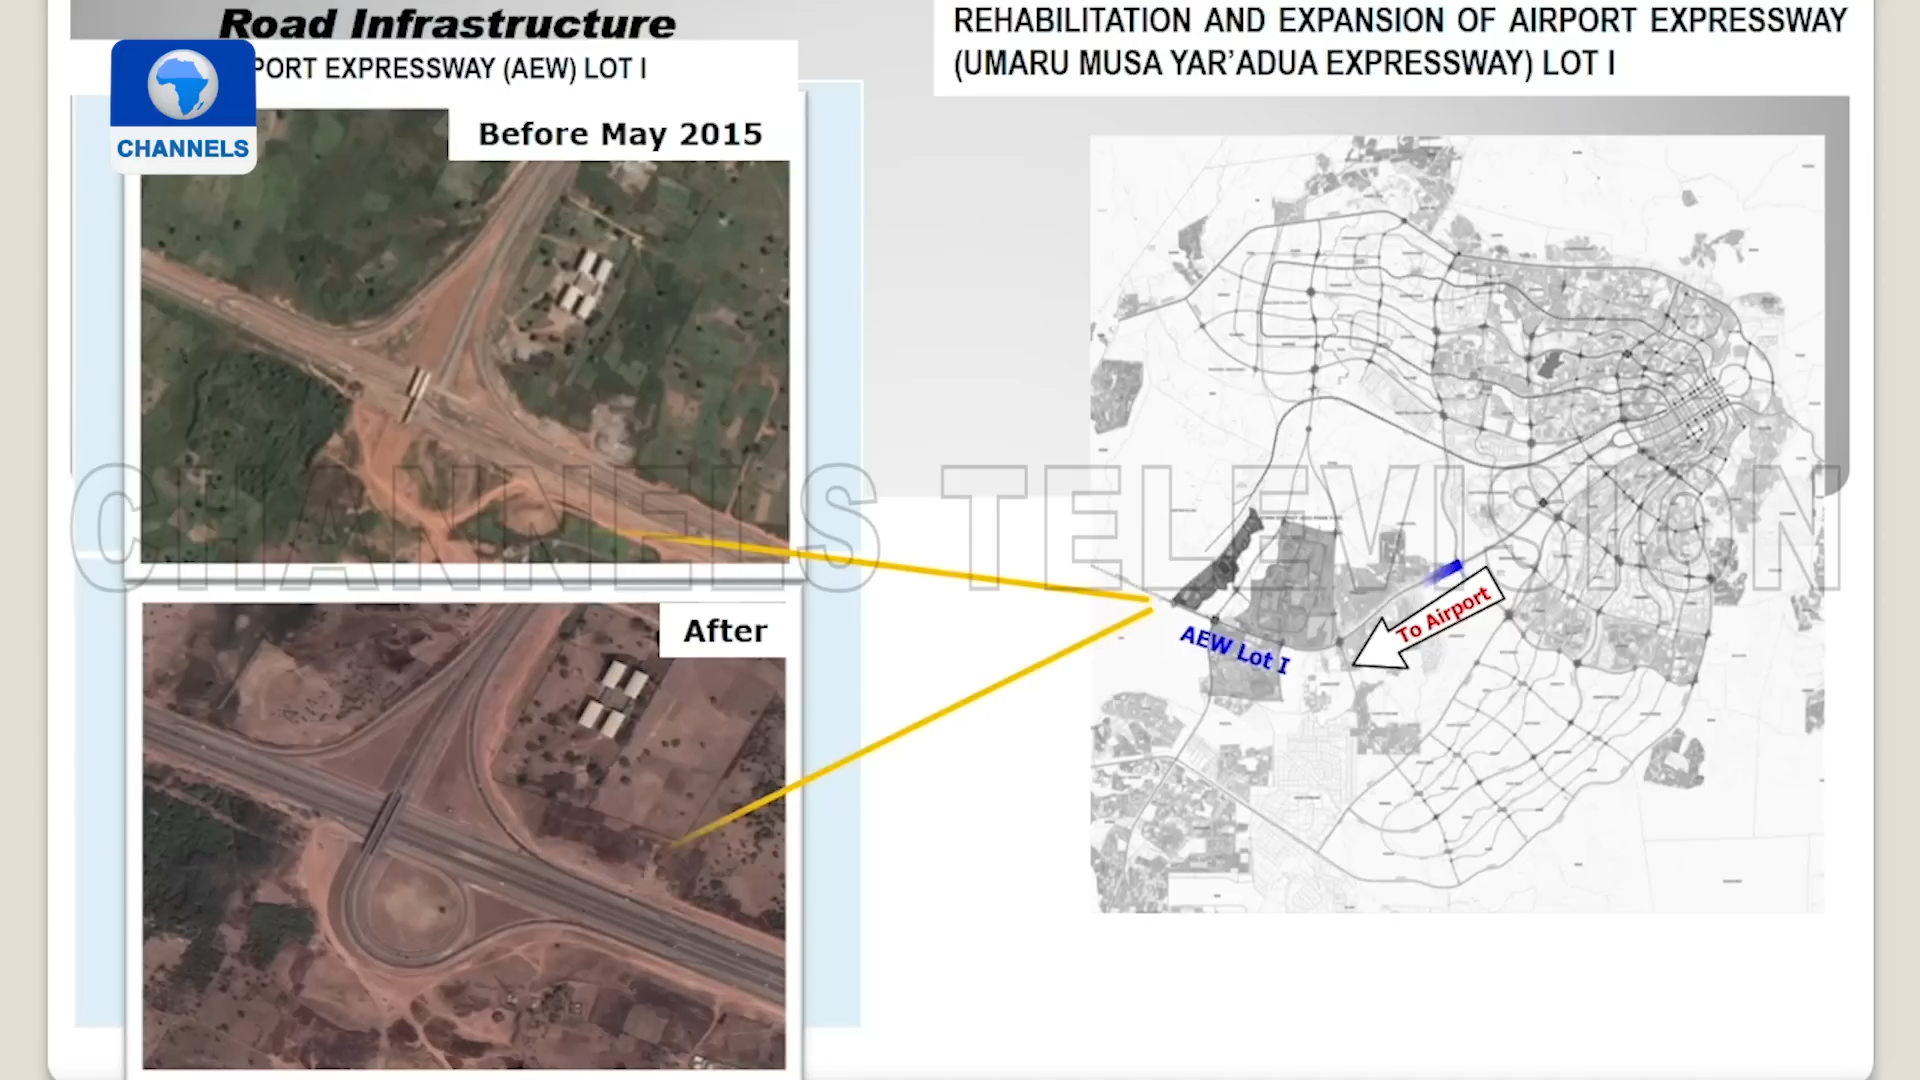 Road Infrastructure
PORT EXPRESSWAY (AEW) LOT I
CHANNELS
Before May 2015
After
REHABILITATION AND EXPANSION OF AIRPORT EXPRESSWAY
(UMARU MUSA YAR’ADUA EXPRESSWAY) LOT I
To Airport
AEW Lot I
CHANNELS TELEVISION